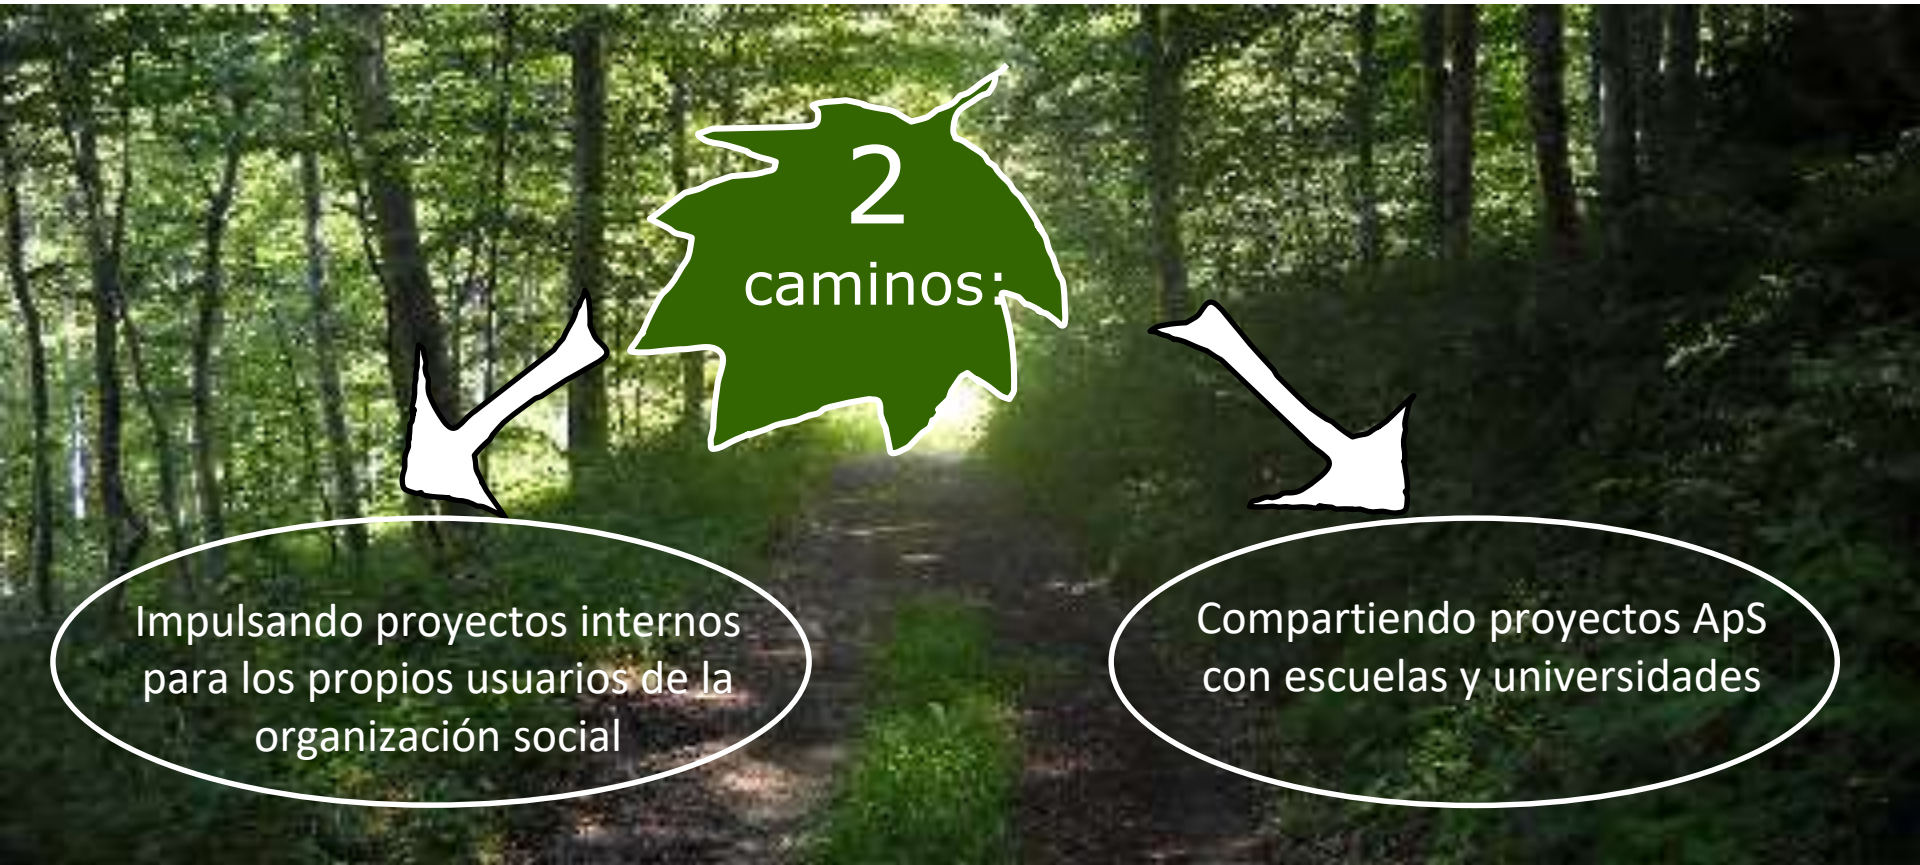 2
caminos:
Impulsando proyectos internos
para los propios usuarios de la
organización social
Compartiendo proyectos ApS
con escuelas y universidades